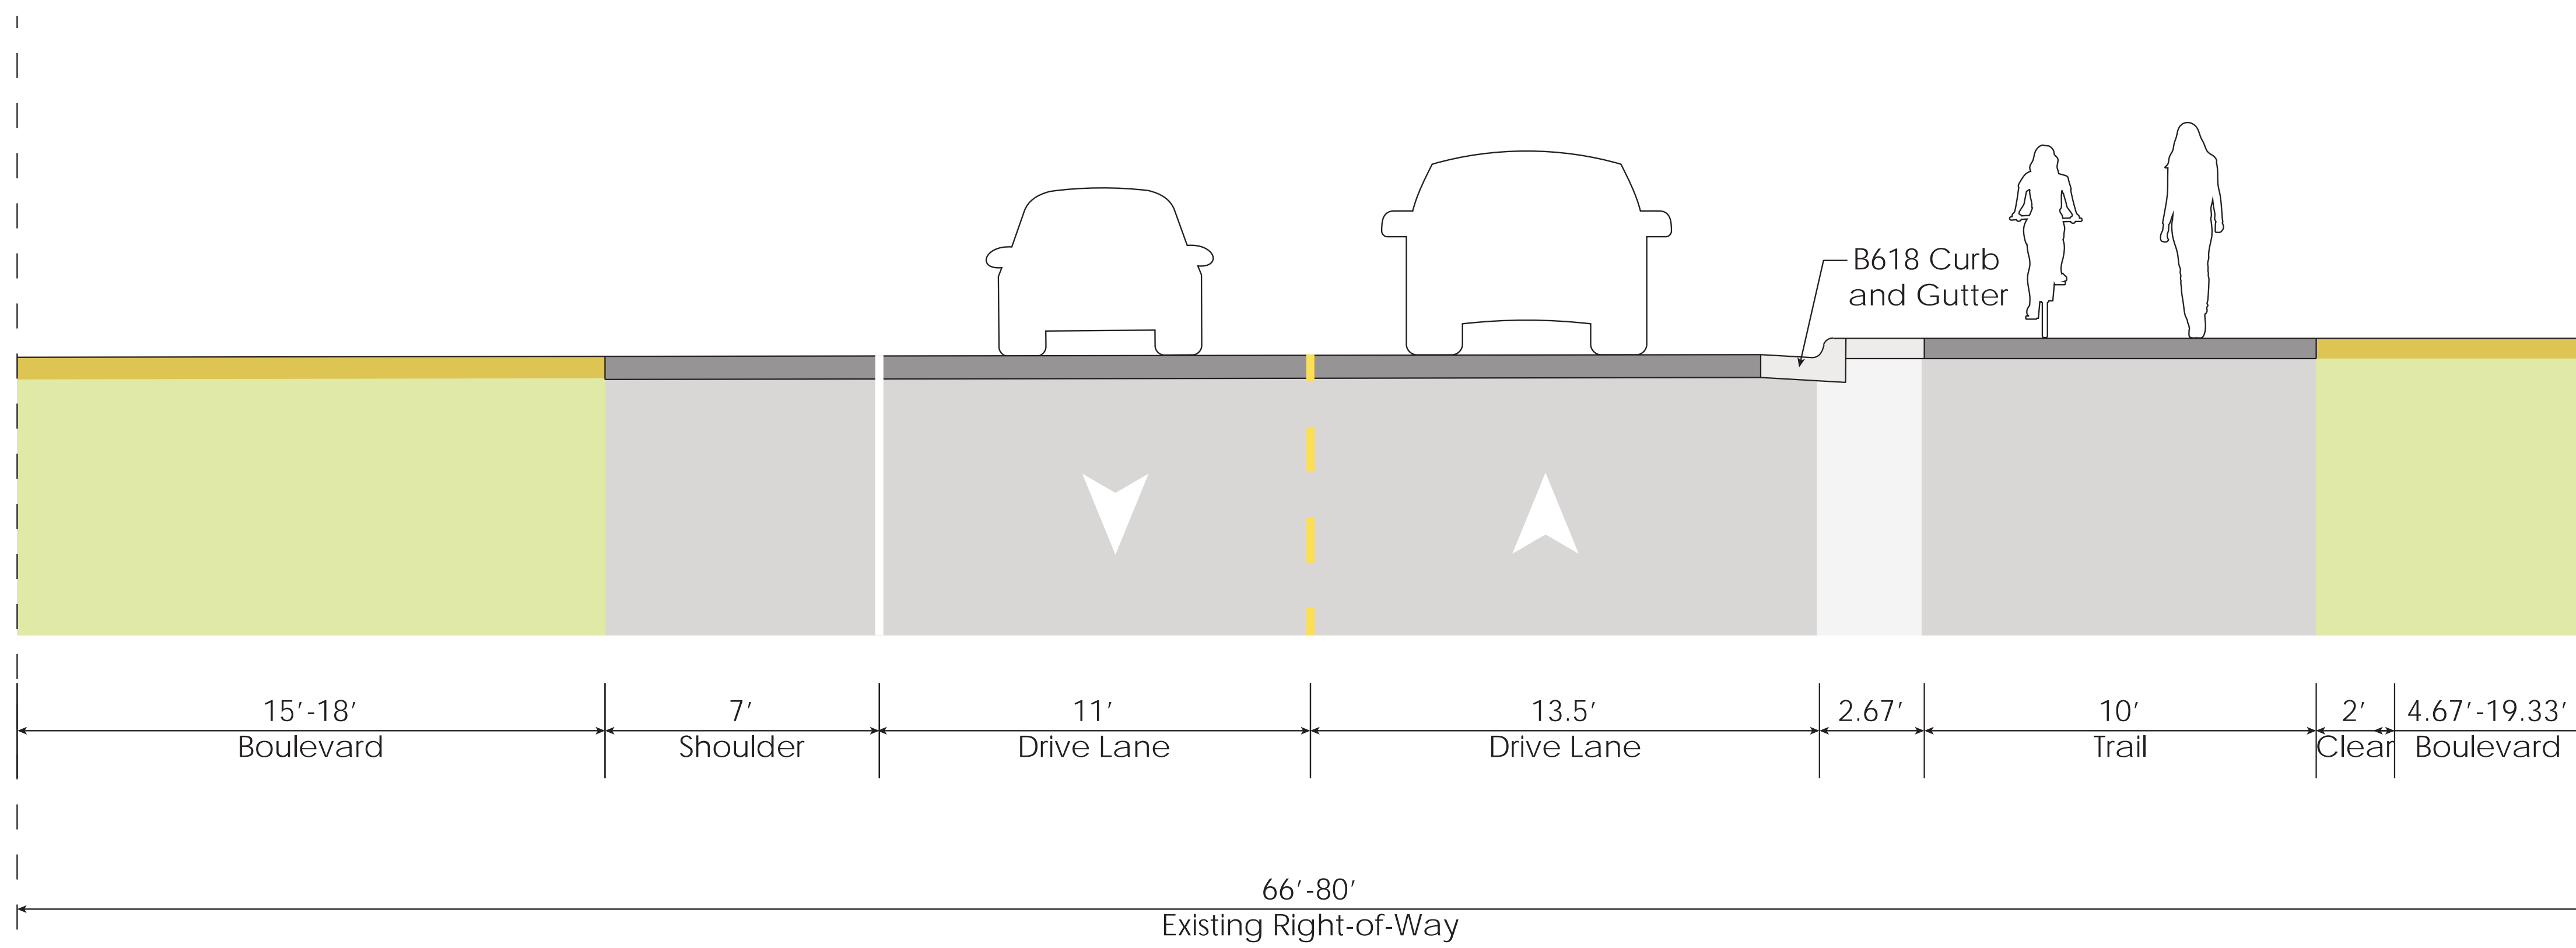 B618 Curb
and Gutter
15'-18'
Boulevard
7'
Shoulder
11'
Drive Lane
13.5'
Drive Lane
2.67'
10'
Trail
2'
Clear
4.67'-19.33'
Boulevard
66'-80'
Existing Right-of-Way